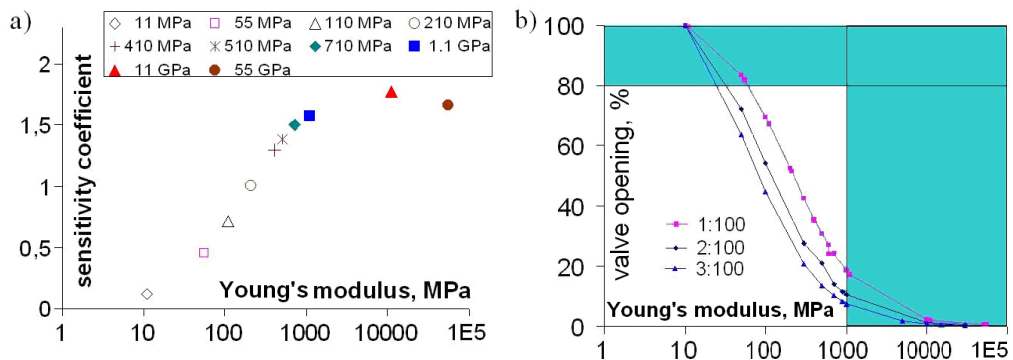 a)
11 MPa 55 MPa 110 MPa 210 MPa
410 MPa 510 MPa 710 MPa 1.1 GPa
11 GPa 55 GPa
sensitivity coefficient
2
1,5
1
0,5
0
Young's modulus, MPa
1 10 100 1000 10000 1E5
b)
valve opening, %
100
80
60
40
20
0
1:100
2:100
3:100
Young's modulus, MPa
1 10 100 1000 10000 1E5